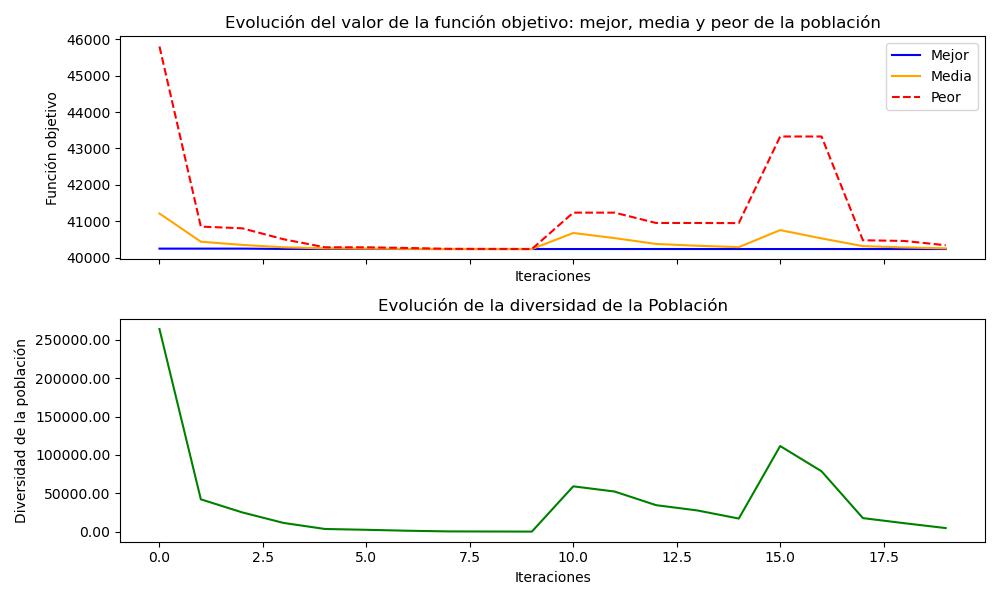 Evolución del valor de la función objetivo: mejor, media y peor de la población
46000
45000
44000
43000
42000
41000
40000
Función objetivo
Mejor
Media
Peor
Iteraciones
Evolución de la diversidad de la Población
250000.00
200000.00
150000.00
100000.00
50000.00
0.00
Diversidad de la población
0.0 2.5 5.0 7.5 10.0 12.5 15.0 17.5
Iteraciones